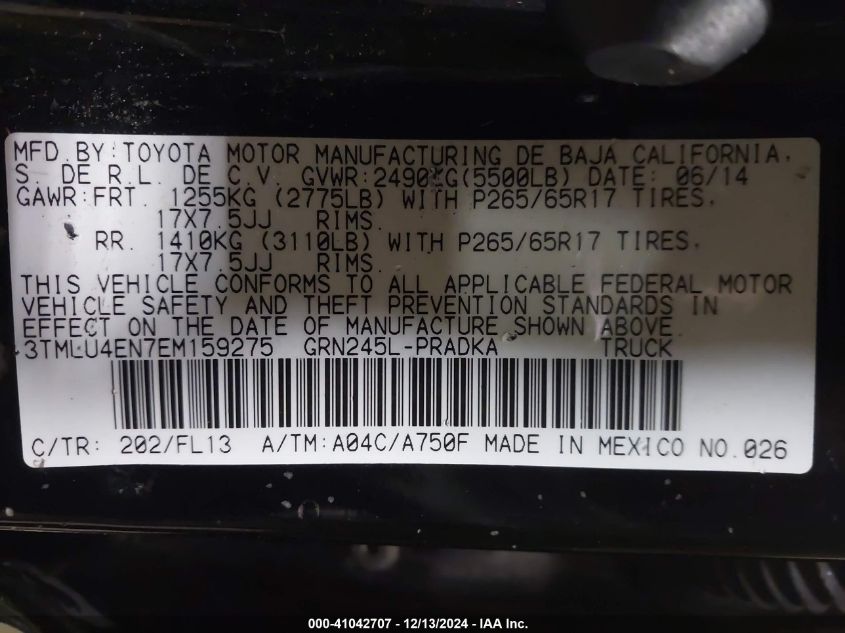 MFD.BY:TOYOTA MOTOR MANUFACTURING DE BAJA CALIFORNIA,
S. DE R.L. DE C.V. GVWR:2490KG(5500LB) DATE: 06/14
GAWR:FRT. 1255KG (2775LB) WITH P265/65R17 TIRES,
17X7.5JJ RIMS.
RR. 1410KG (3110LB) WITH P265/65R17 TIRES,
17X7.5JJ RIMS.
THIS VEHICLE CONFORMS TO ALL APPLICABLE FEDERAL MOTOR
VEHICLE SAFETY AND THEFT PREVENTION STANDARDS IN
EFFECT ON THE DATE OF MANUFACTURE SHOWN ABOVE.
3TMLU4EN7EM159275 GRN245L-PRADKA TRUCK
C/TR: 202/FL13 A/TM:A04C/A750F MADE IN MEXICO NO.026
000-41042707 - 12/13/2024 - IAA Inc.